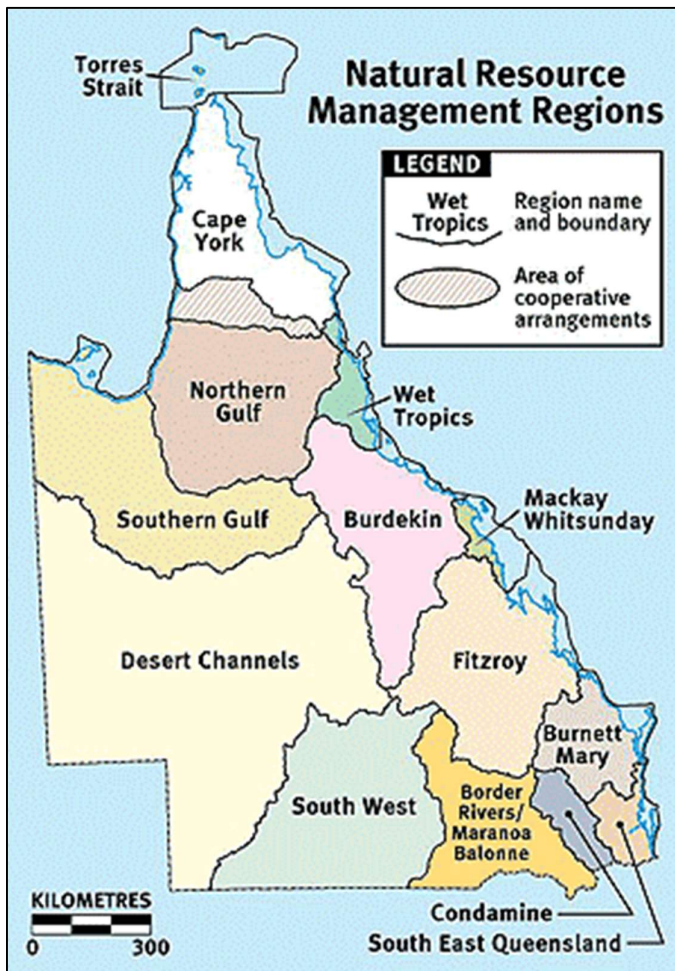 Natural Resource
Management Regions
LEGEND
Wet
Tropics
Region name
and boundary
Area of
cooperative
arrangements
Torres
Strait
Cape
York
Northern
Gulf
Wet
Tropics
Southern Gulf
Burdekin
Mackay
Whitsunday
Desert Channels
Fitzroy
Burnett
Mary
South West
Border
Rivers/
Maranoa
Balonne
Condamine
South East Queensland
KILOMETRES
0 300